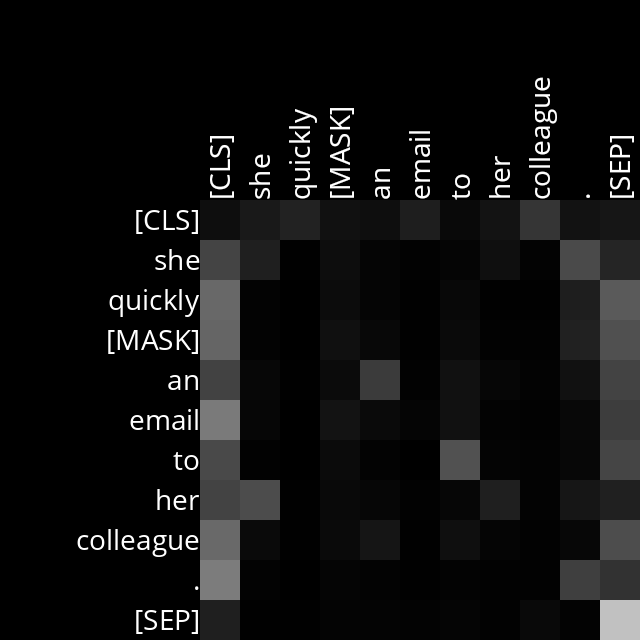 [CLS] she quickly [MASK] an email to her colleague . [SEP]
[CLS]
she
quickly
[MASK]
an
email
to
her
colleague
.
[SEP]